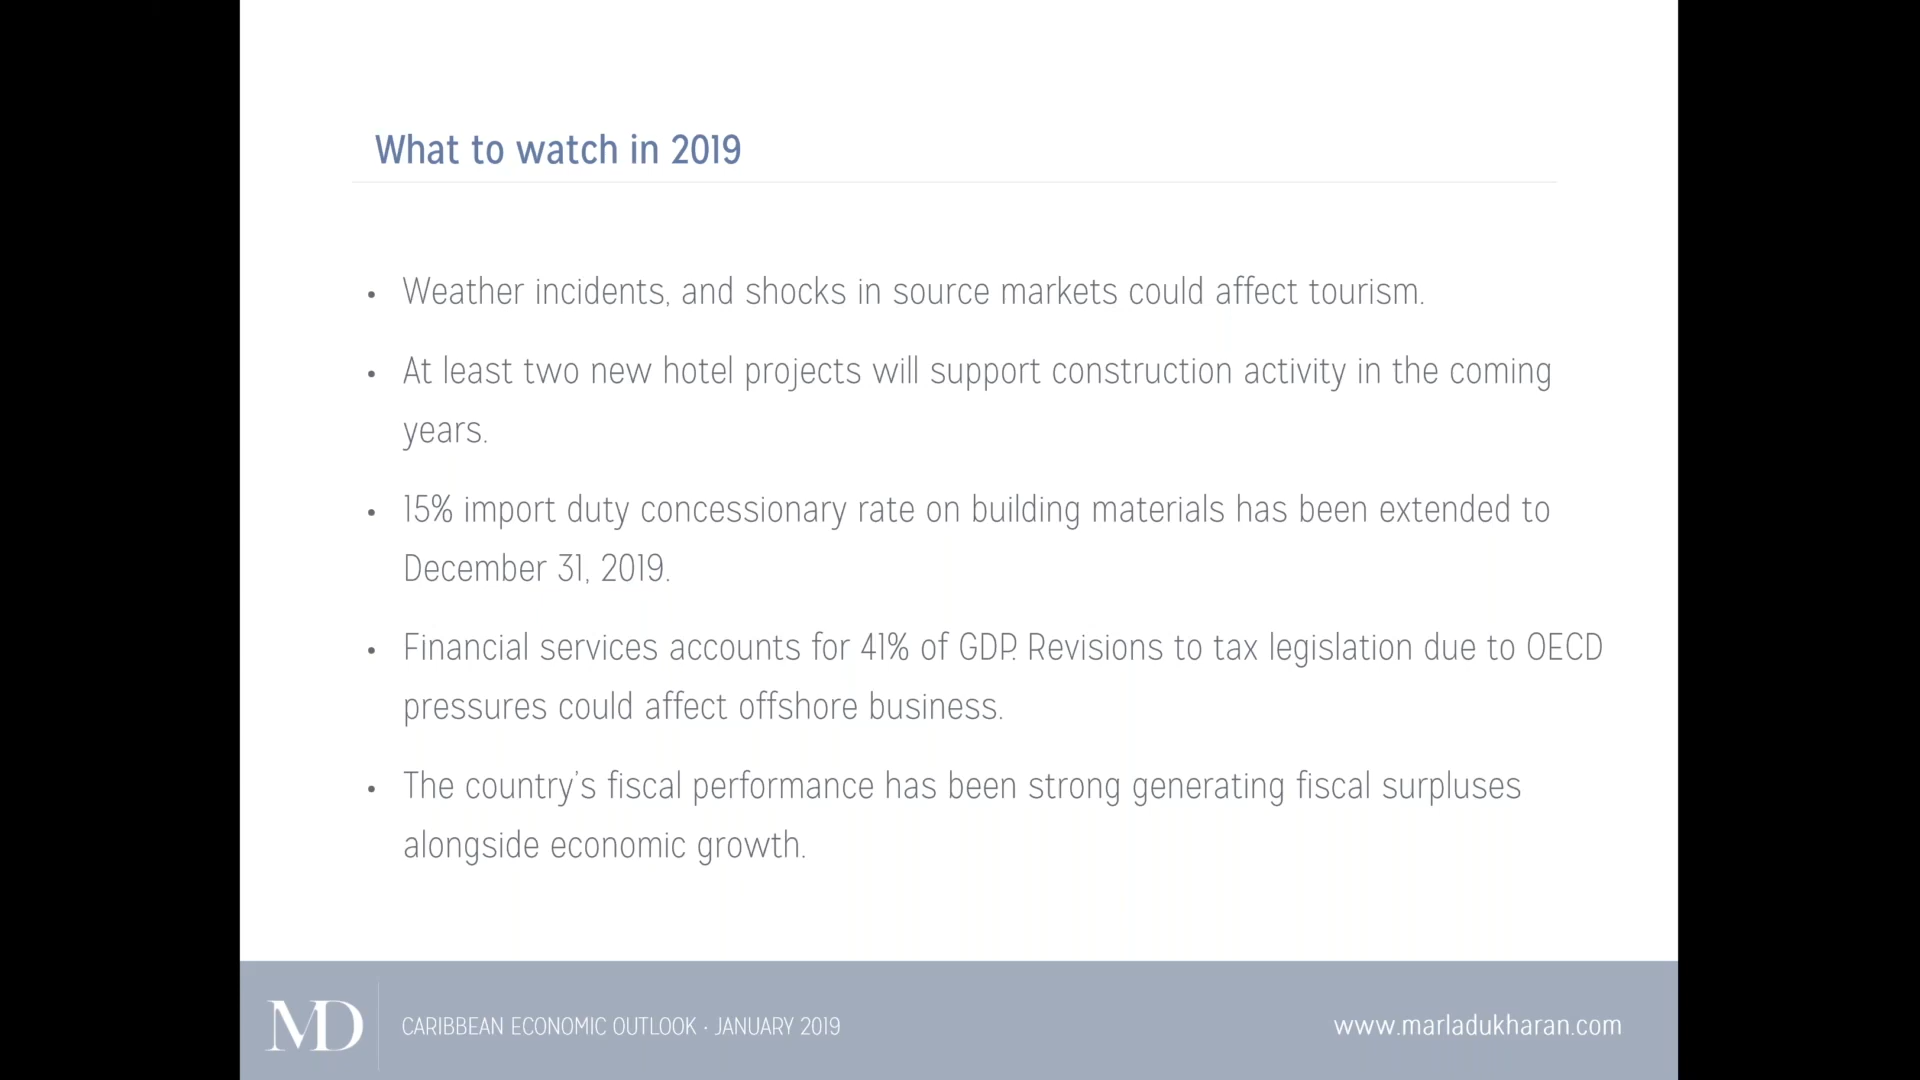 What to watch in 2019
• Weather incidents, and shocks in source markets could affect tourism.
• At least two new hotel projects will support construction activity in the coming
years.
• 15% import duty concessionary rate on building materials has been extended to
December 31, 2019.
• Financial services accounts for 41% of GDP. Revisions to tax legislation due to OECD
pressures could affect offshore business.
• The country's fiscal performance has been strong generating fiscal surpluses
alongside economic growth.
MD
CARIBBEAN ECONOMIC OUTLOOK • JANUARY 2019
www.marladukharan.com